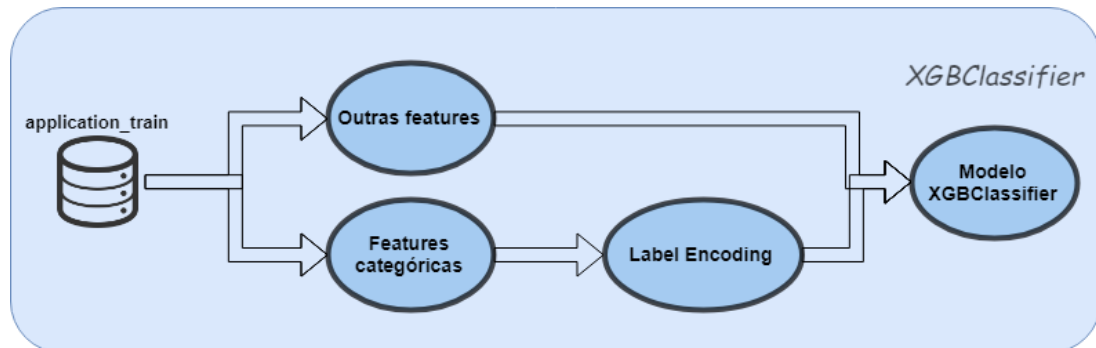 XGBClassifier
application_train
Outras features
Modelo
XGBClassifier
Features
categóricas
Label Encoding